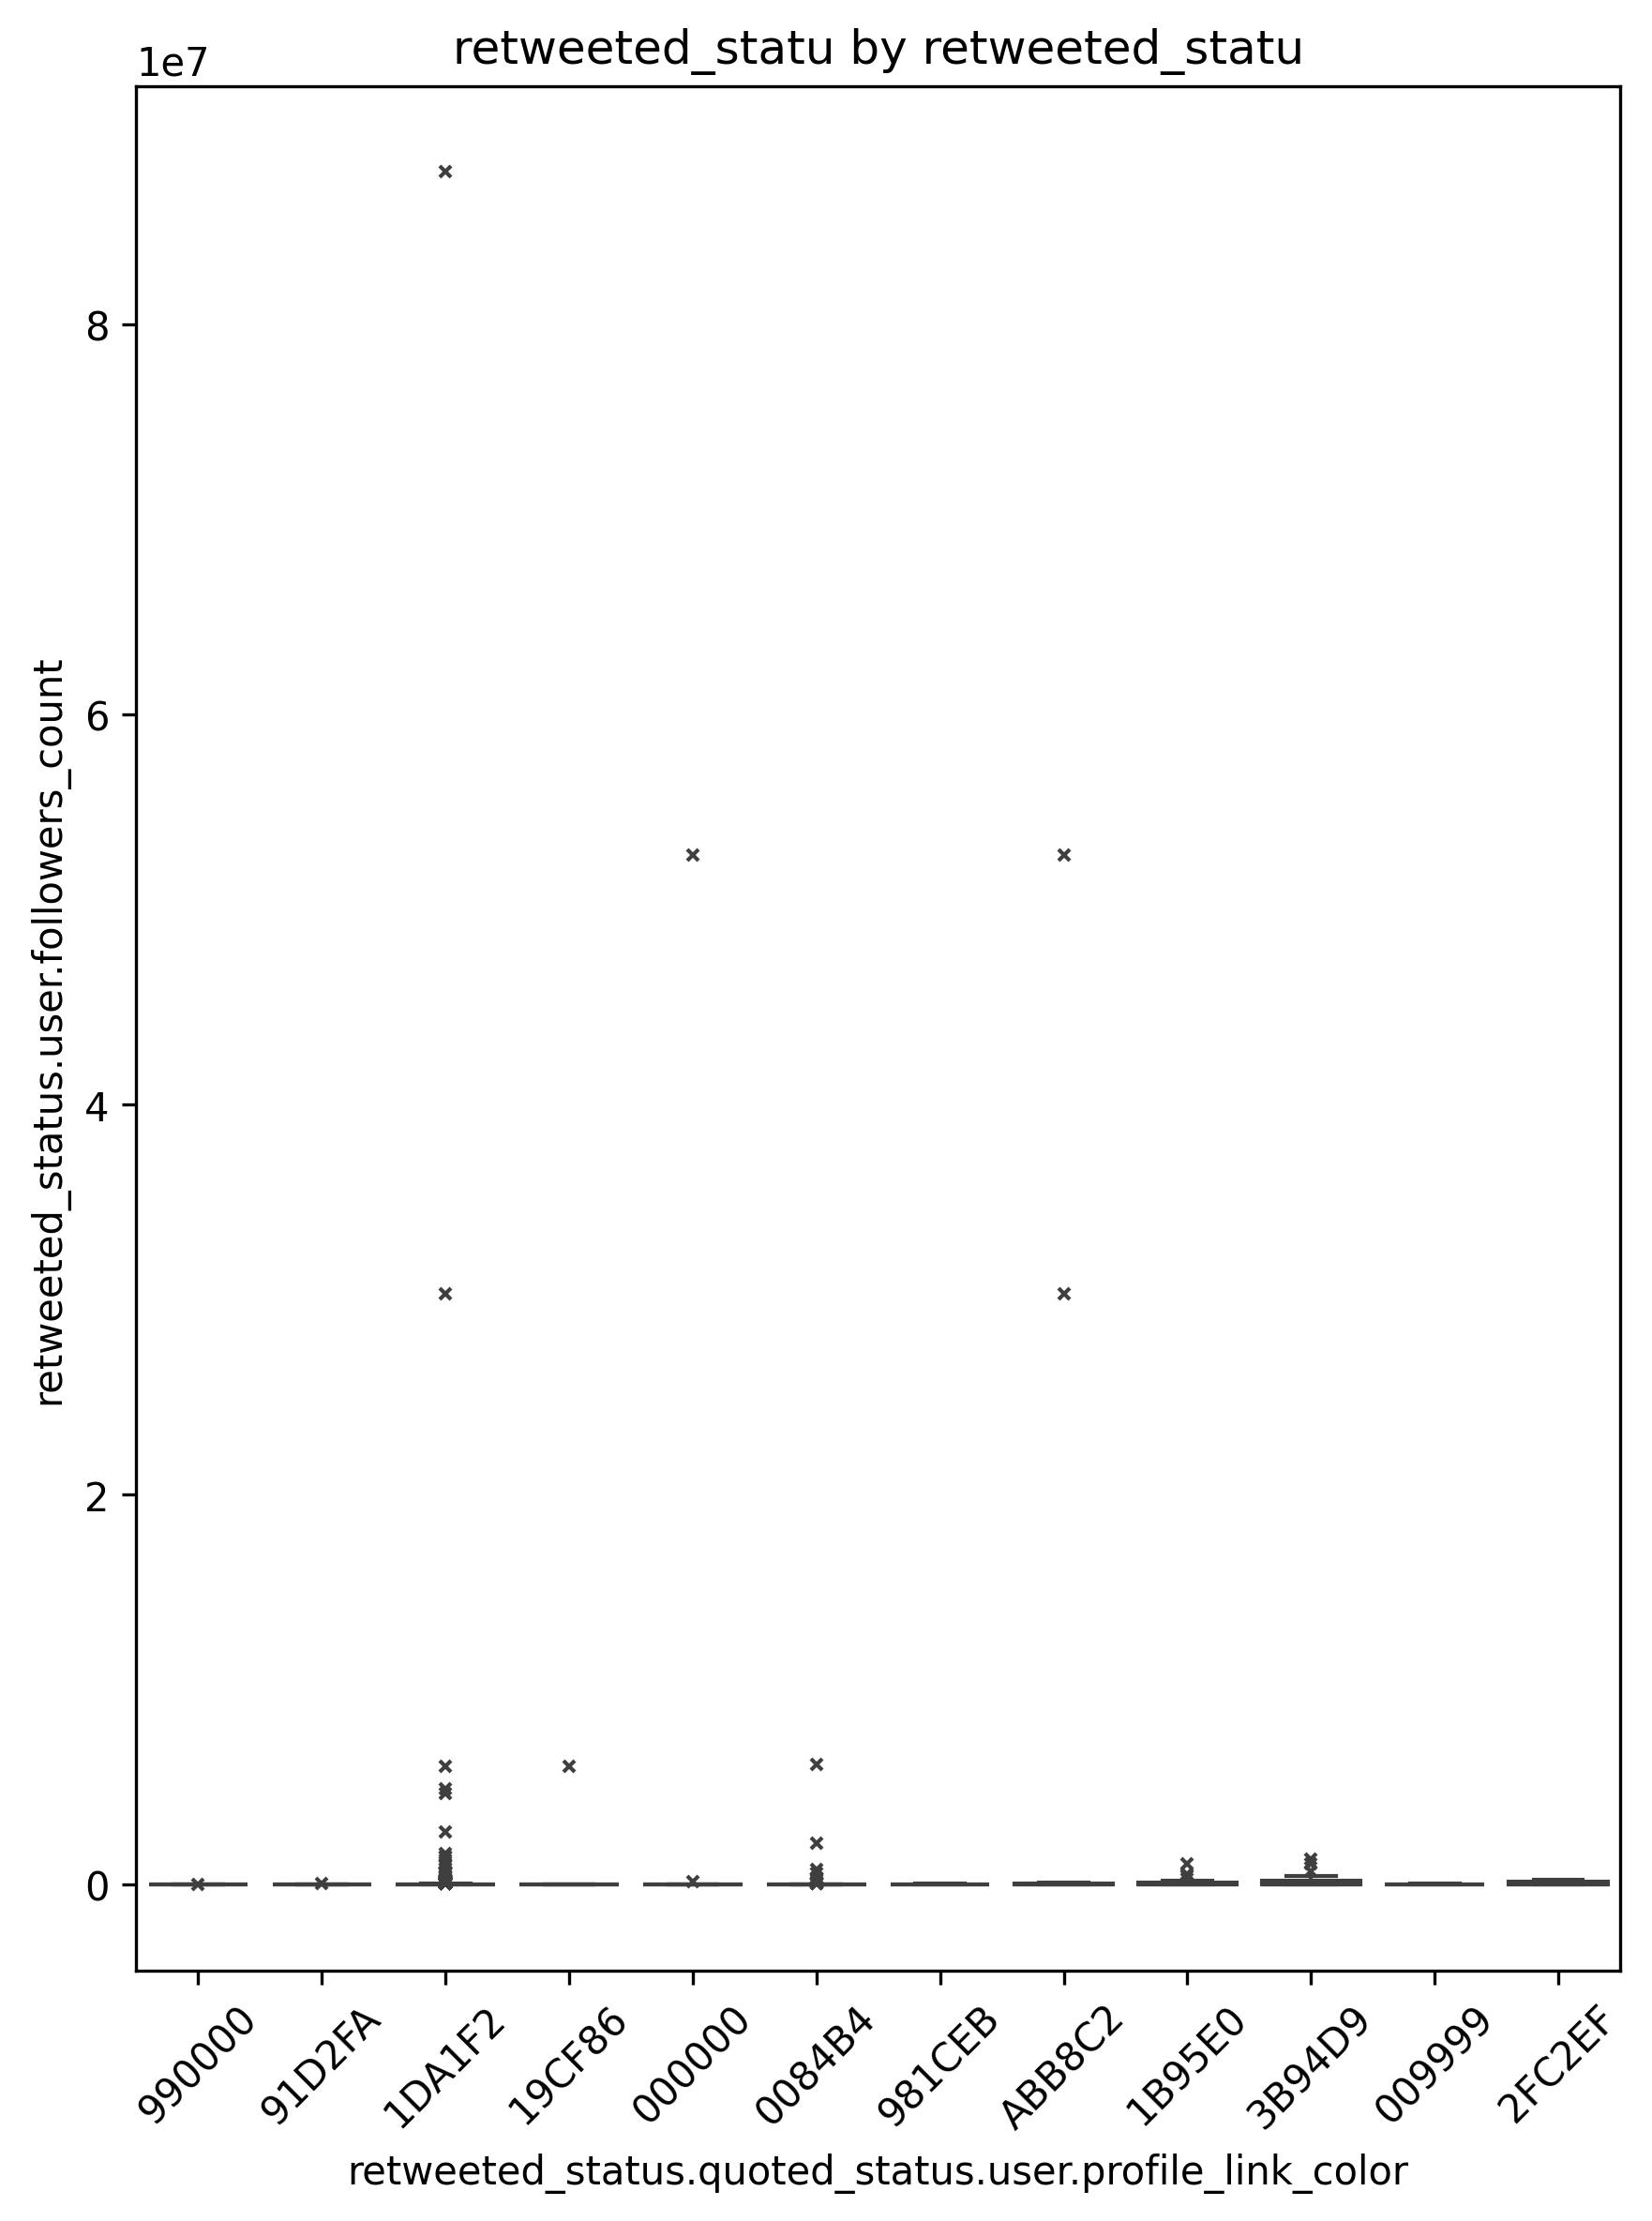 retweeted_statu by retweeted_statu
1e7
8
6
4
2
0
retweeted_status.user.followers_count
990000
91D2FA
1DA1F2
19CF86
000000
0084B4
981CEB
ABB8C2
1B95E0
3B94D9
009999
2FC2EF
retweeted_status.quoted_status.user.profile_link_color